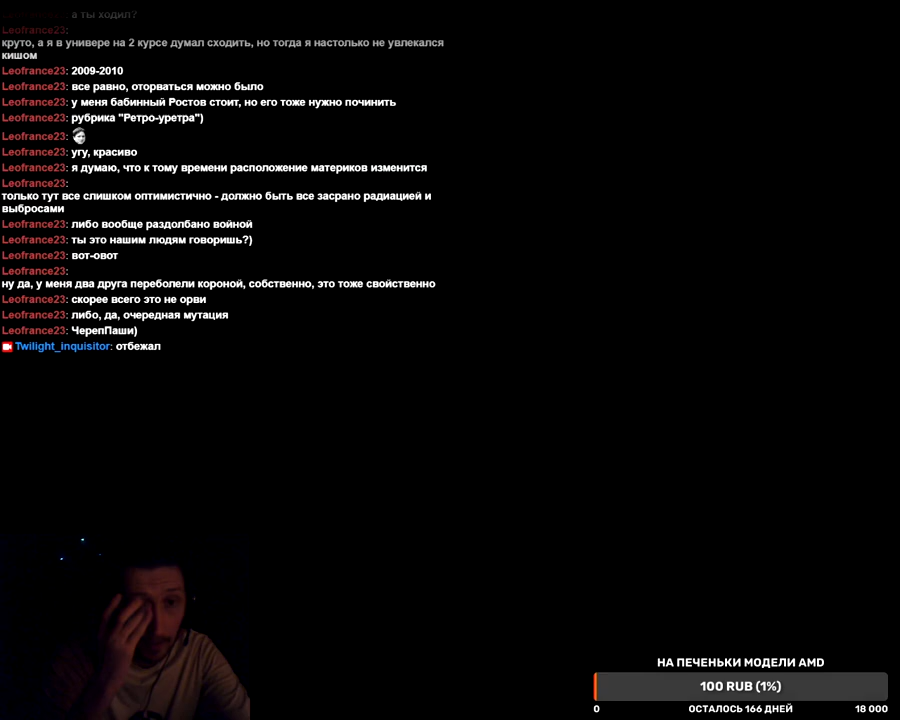 Leofrance23: а ты ходил?
Leofrance23:
круто, а я в универе на 2 курсе думал сходить, но тогда я настолько не увлекался
кишом
Leofrance23: 2009-2010
Leofrance23: все равно, оторваться можно было
Leofrance23: у меня бабинный Ростов стоит, но его тоже нужно починить
Leofrance23: рубрика "Ретро-уретра")
Leofrance23:
Leofrance23: угу, красиво
Leofrance23: я думаю, что к тому времени расположение материков изменится
Leofrance23:
только тут все слишком оптимистично - должно быть все засрано радиацией и
выбросами
Leofrance23: либо вообще раздолбано войной
Leofrance23: ты это нашим людям говоришь?)
Leofrance23: вот-овот
Leofrance23:
ну да, у меня два друга переболели короной, собственно, это тоже свойственно
Leofrance23: скорее всего это не орви
Leofrance23: либо, да, очередная мутация
Leofrance23: ЧерепПаши)
Twilight_inquisitor: отбежал
НА ПЕЧЕНЬКИ МОДЕЛИ AMD
100 RUB (1%)
0 ОСТАЛОСЬ 166 ДНЕЙ 18 000